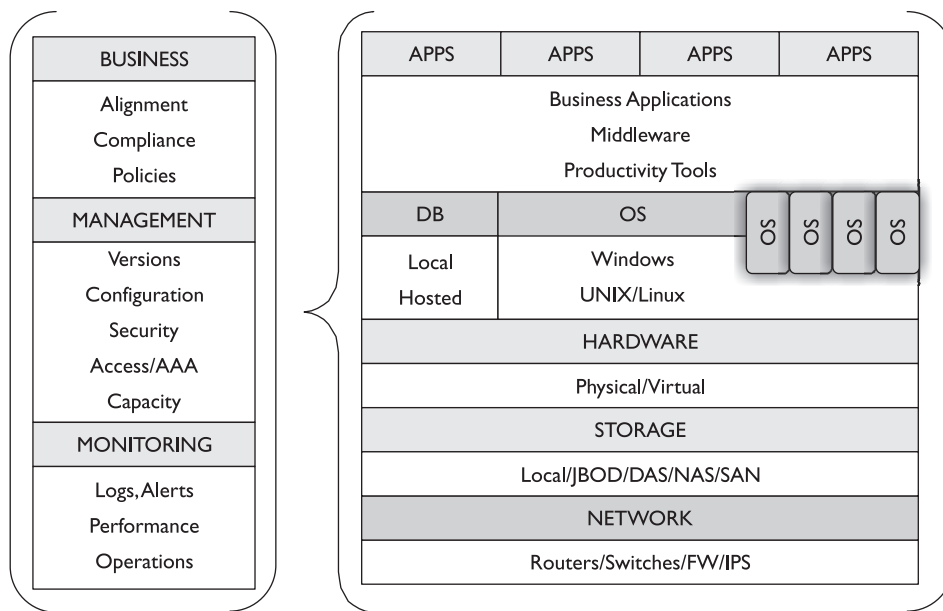 BUSINESS
Alignment
Compliance
Policies
MANAGEMENT
Versions
Configuration
Security
Access/AAA
Capacity
MONITORING
Logs, Alerts
Performance
Operations
APPS APPS APPS APPS
Business Applications
Middleware
Productivity Tools
DB OS OS OS OS OS
Local
Hosted
Windows
UNIX/Linux
HARDWARE
Physical/Virtual
STORAGE
Local/JBOD/DAS/NAS/SAN
NETWORK
Routers/Switches/FW/IPS